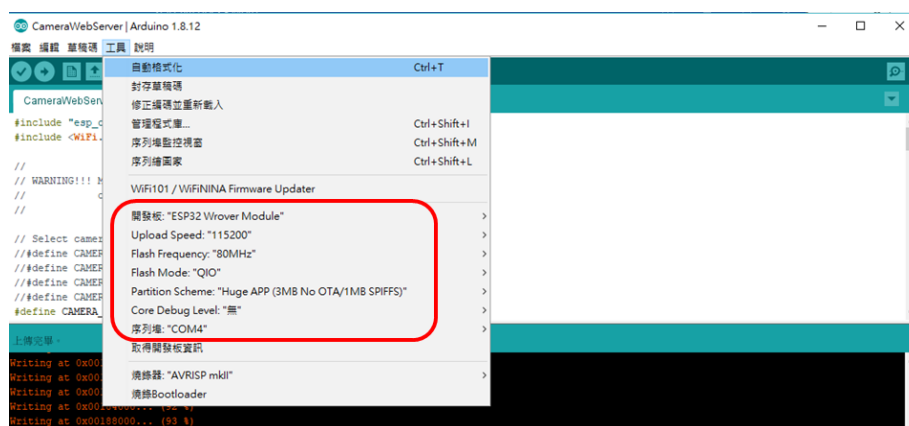 CameraWebServer | Arduino 1.8.12
檔案 編輯 草稿碼 工具 說明
自動格式化 Ctrl+T
封存草稿碼
修正編碼並重新載入
管理程式庫... Ctrl+Shift+I
序列埠監控視窗 Ctrl+Shift+M
序列繪圖家 Ctrl+Shift+L
WiFi101 / WiFiNINA Firmware Updater
開發板: "ESP32 Wrover Module"
Upload Speed: "115200"
Flash Frequency: "80MHz"
Flash Mode: "QIO"
Partition Scheme: "Huge APP (3MB No OTA/1MB SPIFFS)"
Core Debug Level: "無"
序列埠: "COM4"
取得開發板資訊
燒錄器: "AVRISP mkII"
燒錄Bootloader
CameraWebSer
#include "esp_c
#include <WiFi.
//
// WARNING!!!
//
//
// Select camer
//#define CAMER
//#define CAMER
//#define CAMER
//#define CAMER
#define CAMERA_
上傳完畢。
Writing at 0x00
Writing at 0x00
Writing at 0x00
Writing at 0x00184000... (92 %)
Writing at 0x00188000... (93 %)